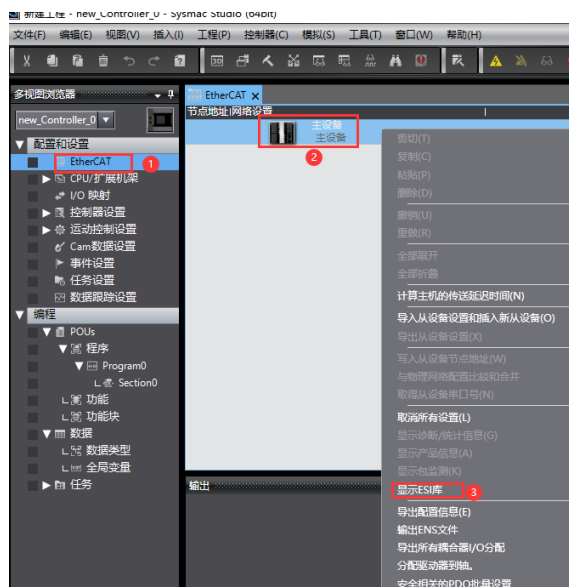 新建工程 - new_Controller_0 - Sysmac Studio (64bit)
文件(F) 编辑(E) 视图(V) 插入(I) 工程(P) 控制器(C) 模拟(S) 工具(T) 窗口(W) 帮助(H)
多视图浏览器
new_Controller_0
配置和设置
EtherCAT
1
CPU/扩展机架
I/O 映射
控制器设置
运动控制设置
Cam数据设置
事件设置
任务设置
数据跟踪设置
编程
POUs
程序
Program0
Section0
功能
功能块
数据
数据类型
全局变量
任务
EtherCAT
节点地址|网络设置
主设备
主设备
2
剪切(T)
复制(C)
粘贴(P)
删除(D)
撤销(U)
重做(R)
全部展开
全部折叠
计算主机的传送延迟时间(N)
导入从设备设置和插入新从设备(O)
导出从设备设置(X)
写入从设备节点地址(W)
与物理网络配置比较和合并
取得从设备串口号(N)
取消所有设置(L)
显示诊断/统计信息(G)
显示产品信息(A)
显示包监测(K)
显示ESI库
3
导出配置信息(E)
输出ENS文件
导出所有耦合器I/O分配
分配驱动器到轴。
安全相关的PDO批量设置
输出